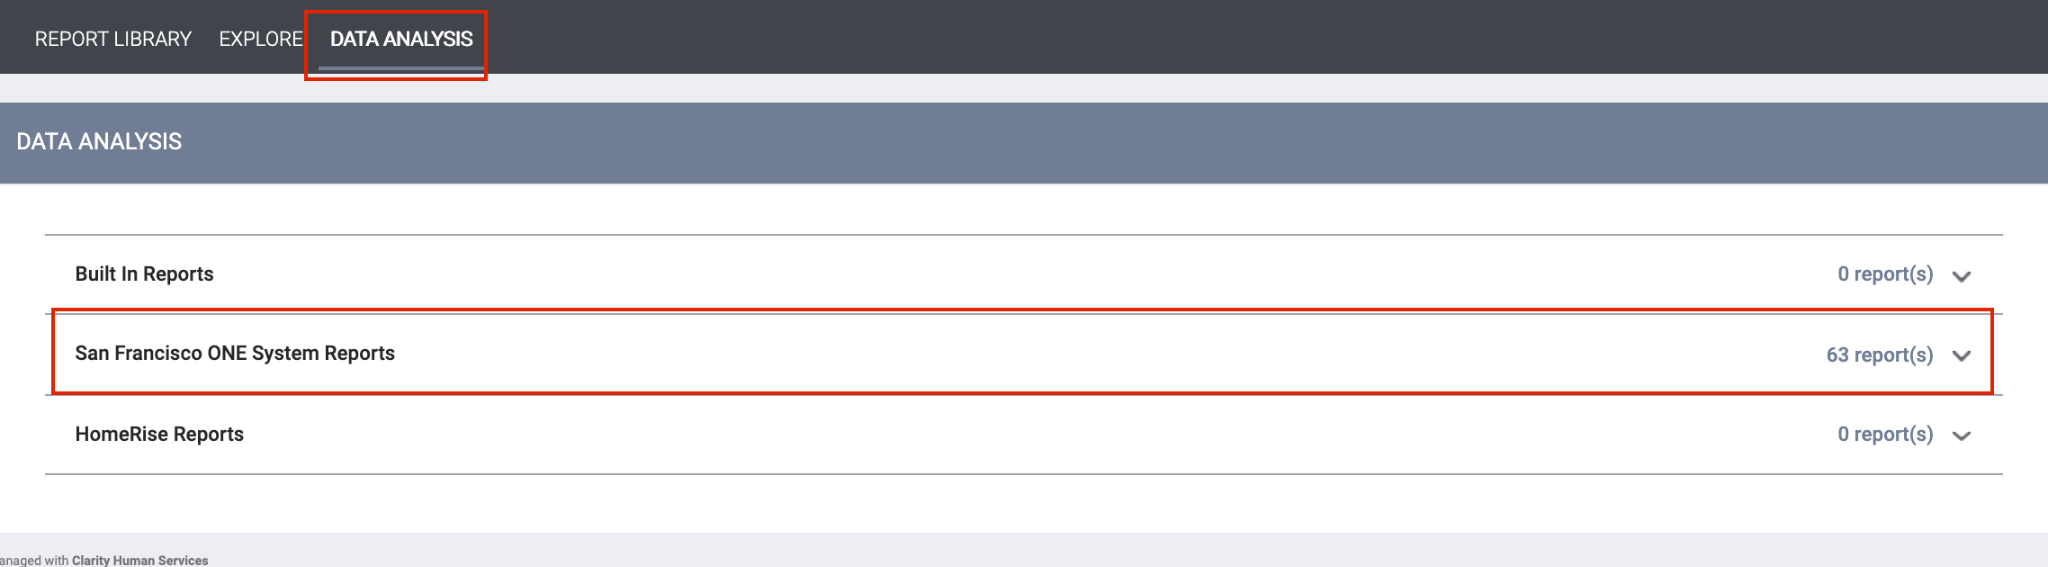 REPORT LIBRARY EXPLORE DATA ANALYSIS
DATA ANALYSIS
Built In Reports 0 report(s)
San Francisco ONE System Reports 63 report(s)
HomeRise Reports 0 report(s)
anaged with Clarity Human Services